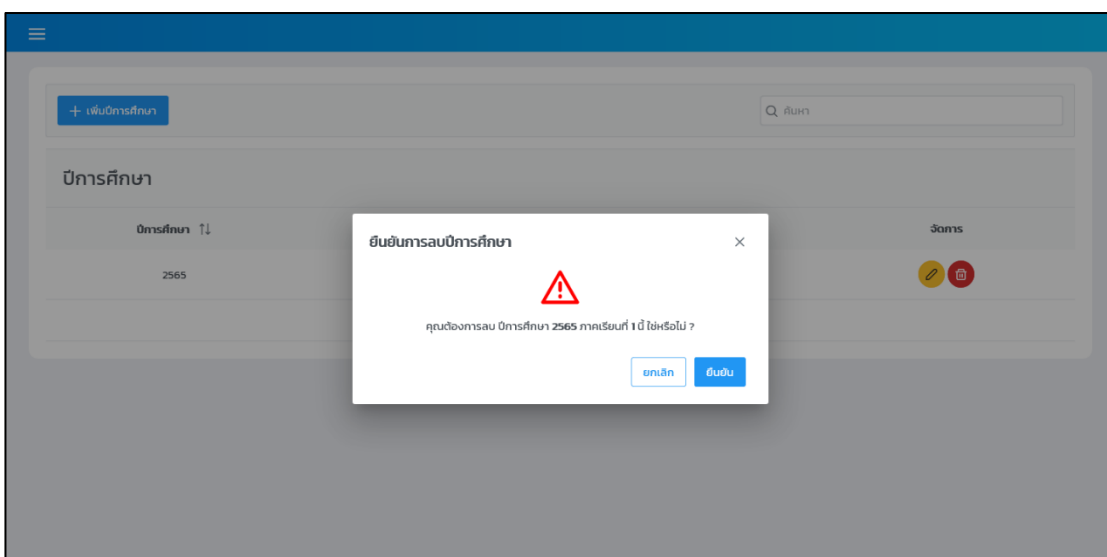 เพิ่มปีการศึกษา
ค้นหา
ปีการศึกษา
ปีการศึกษา
จัดการ
2565
ยืนยันการลบปีการศึกษา
คุณต้องการลบ ปีการศึกษา 2565 ภาคเรียนที่ 1 นี้ ใช่หรือไม่ ?
ยกเลิก
ยืนยัน